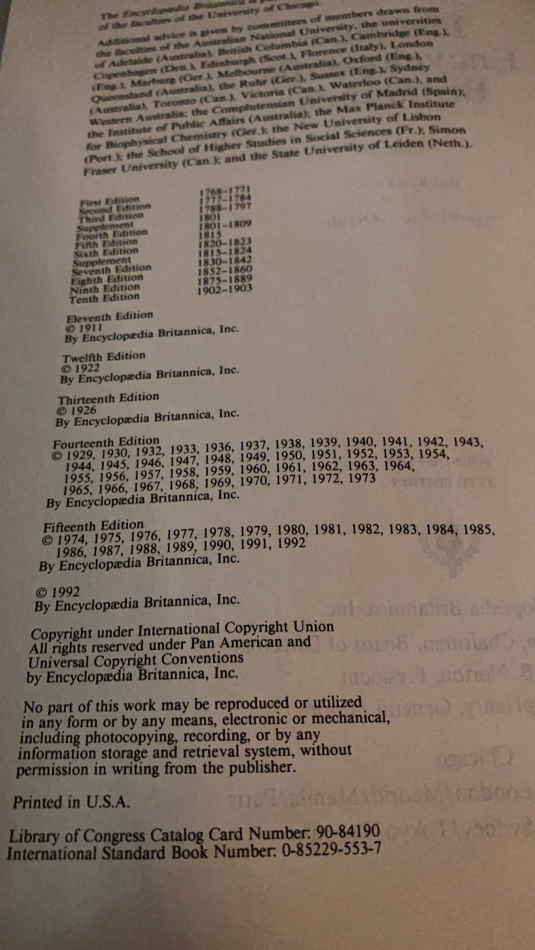 The Encyclopædia Britannica is
of the faculties of the University of Chicago.
Additional advice is given by committees of members drawn from
the faculties of the Australian National University, the universities
of Adelaide (Australia), British Columbia (Can.), Cambridge (Eng.),
Copenhagen (Den.), Edinburgh (Scot.), Florence (Italy), London
(Eng.), Marburg (Ger.), Melbourne (Australia), Oxford (Eng.),
Queensland (Australia), the Ruhr (Ger.), Sussex (Eng.), Sydney
(Australia), Toronto (Can.), Victoria (Can.), Waterloo (Can.), and
Western Australia; the Complutensian University of Madrid (Spain);
the Institute of Public Affairs (Australia); the Max Planck Institute
for Biophysical Chemistry (Ger.); the New University of Lisbon
(Port.); the School of Higher Studies in Social Sciences (Fr.); Simon
Fraser University (Can.); and the State University of Leiden (Neth.).
First Edition 1768–1771
Second Edition 1777–1784
Third Edition 1788–1797
Supplement 1801
Fourth Edition 1801–1809
Fifth Edition 1815
Sixth Edition 1820–1823
Supplement 1815–1824
Seventh Edition 1830–1842
Eighth Edition 1852–1860
Ninth Edition 1875–1889
Tenth Edition 1902–1903
Eleventh Edition
© 1911
By Encyclopædia Britannica, Inc.
Twelfth Edition
© 1922
By Encyclopædia Britannica, Inc.
Thirteenth Edition
© 1926
By Encyclopædia Britannica, Inc.
Fourteenth Edition
© 1929, 1930, 1932, 1933, 1936, 1937, 1938, 1939, 1940, 1941, 1942, 1943,
1944, 1945, 1946, 1947, 1948, 1949, 1950, 1951, 1952, 1953, 1954,
1955, 1956, 1957, 1958, 1959, 1960, 1961, 1962, 1963, 1964,
1965, 1966, 1967, 1968, 1969, 1970, 1971, 1972, 1973
By Encyclopædia Britannica, Inc.
Fifteenth Edition
© 1974, 1975, 1976, 1977, 1978, 1979, 1980, 1981, 1982, 1983, 1984, 1985,
1986, 1987, 1988, 1989, 1990, 1991, 1992
By Encyclopædia Britannica, Inc.
© 1992
By Encyclopædia Britannica, Inc.
Copyright under International Copyright Union
All rights reserved under Pan American and
Universal Copyright Conventions
by Encyclopædia Britannica, Inc.
No part of this work may be reproduced or utilized
in any form or by any means, electronic or mechanical,
including photocopying, recording, or by any
information storage and retrieval system, without
permission in writing from the publisher.
Printed in U.S.A.
Library of Congress Catalog Card Number: 90-84190
International Standard Book Number: 0-85229-553-7